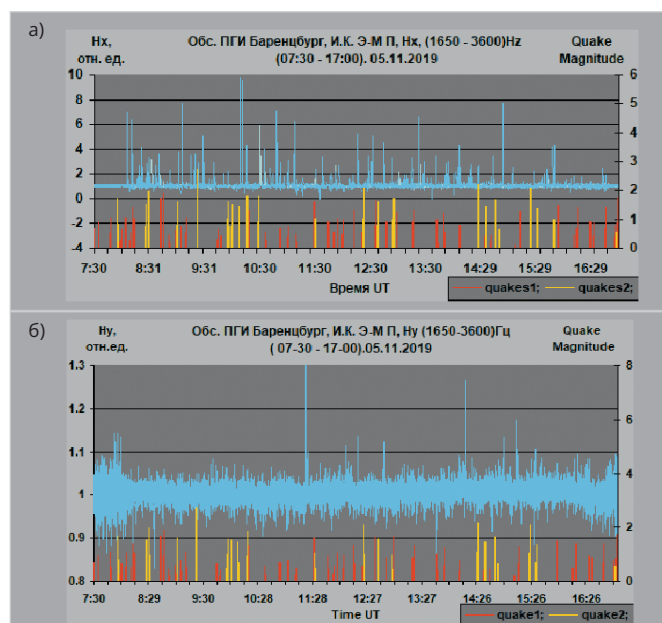 а)
Hx,
отн. ед.
Обс. ПГИ Баренцбург, И.К. Э-М П, Hx, (1650 - 3600)Hz
(07:30 - 17:00). 05.11.2019
Quake
Magnitude
10
8
6
4
2
0
-2
-4
6
5
4
3
2
1
0
7:30 8:31 9:31 10:30 11:30 12:30 13:30 14:29 15:29 16:29
Время UT
quakes1; quakes2;
б)
Hy,
отн.ед.
Обс. ПГИ Баренцбург, И.К. Э-М П, Hy (1650-3600)Гц
( 07-30 - 17-00).05.11.2019
Quake
Magnitude
1.3
1.2
1.1
1
0.9
0.8
8
6
4
2
0
7:30 8:29 9:30 10:28 11:28 12:27 13:27 14:26 15:26 16:26
Time UT
quake1; quake2;